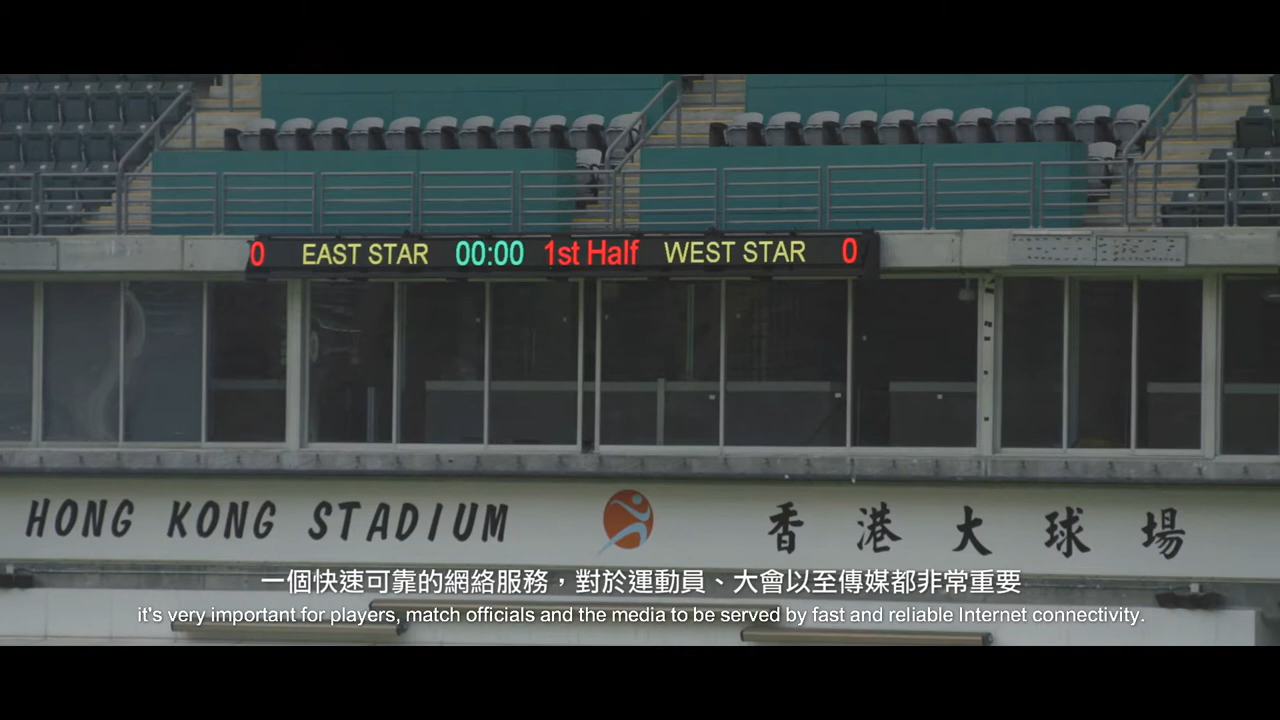 0 EAST STAR 00:00 1st Half WEST STAR 0
HONG KONG STADIUM 香港大球場
一個快速可靠的網絡服務，對於運動員、大會以至傳媒都非常重要
it's very important for players, match officials and the media to be served by fast and reliable Internet connectivity.